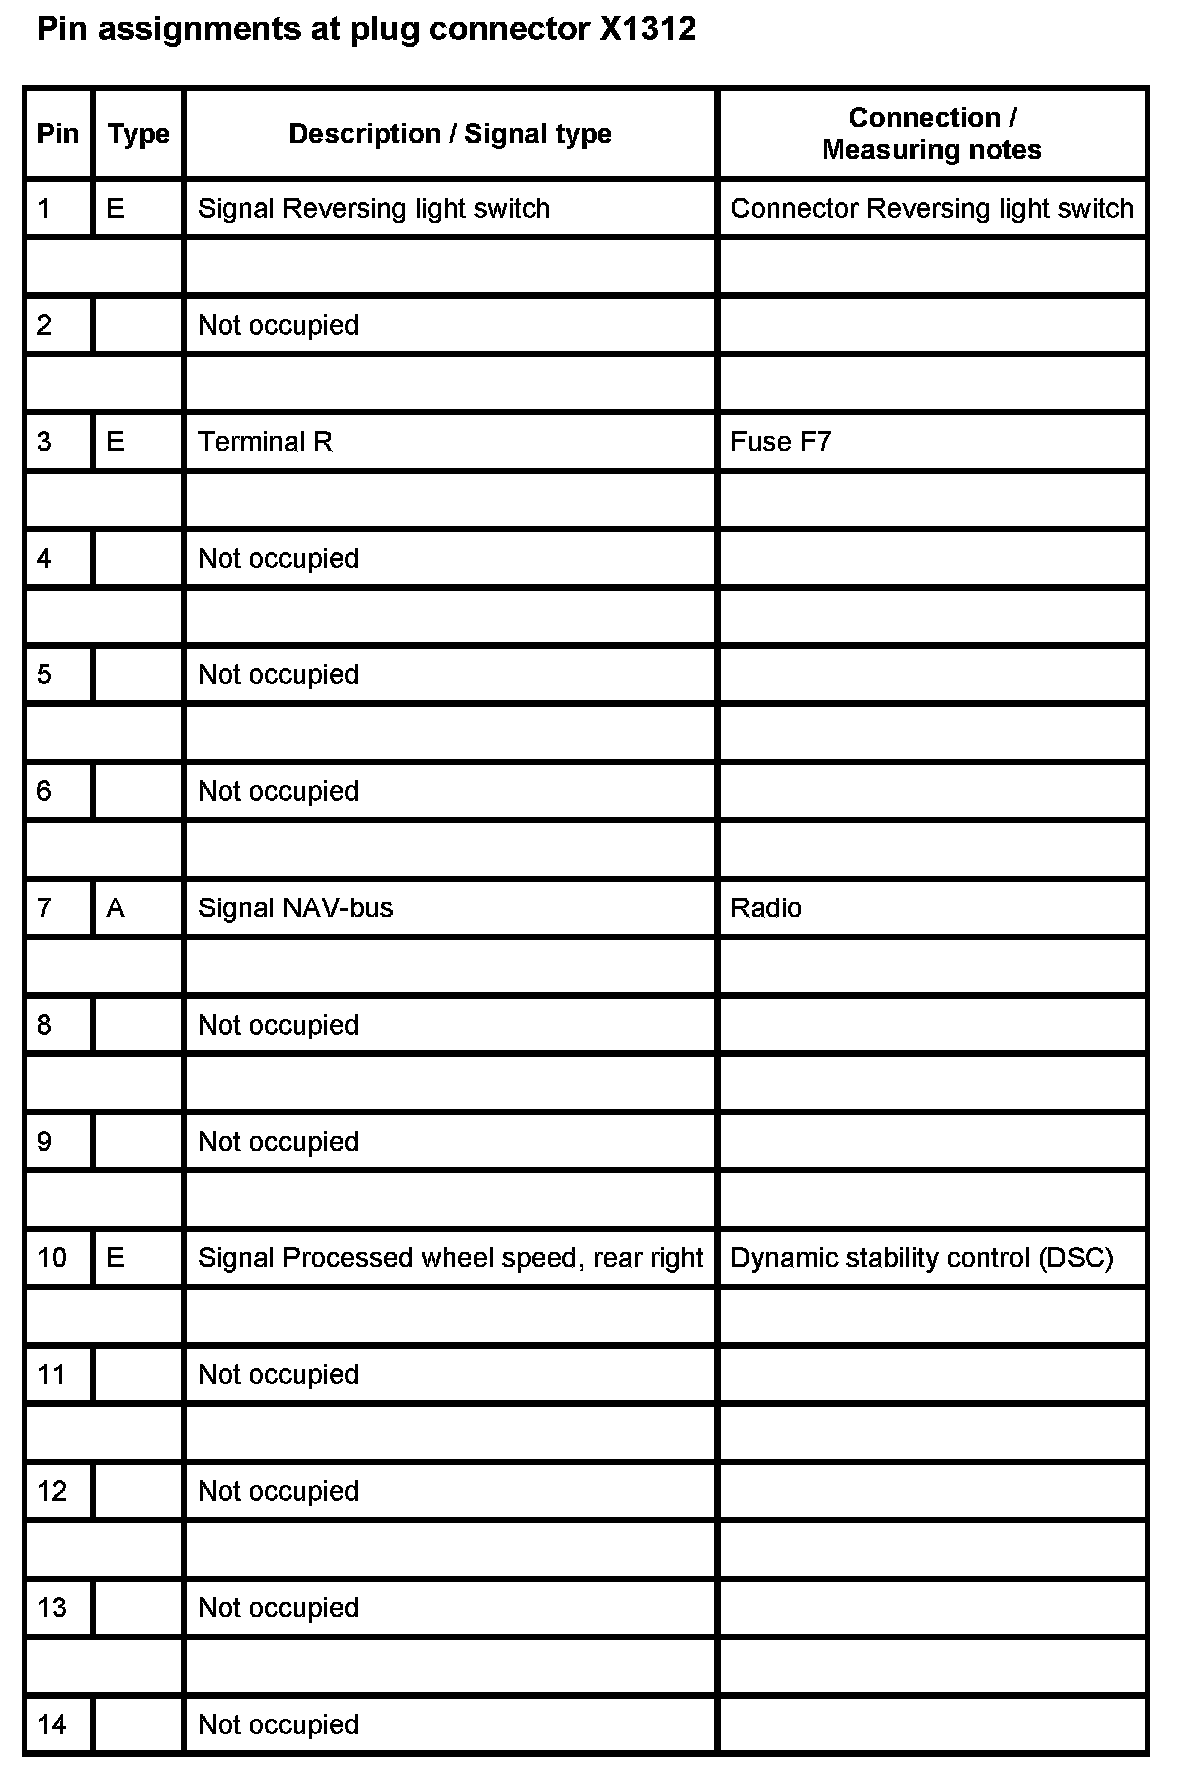 Pin assignments at plug connector X1312
Pin Type Description / Signal type Connection /
Measuring notes
1 E Signal Reversing light switch Connector Reversing light switch
2 Not occupied
3 E Terminal R Fuse F7
4 Not occupied
5 Not occupied
6 Not occupied
7 A Signal NAV-bus Radio
8 Not occupied
9 Not occupied
10 E Signal Processed wheel speed, rear right Dynamic stability control (DSC)
11 Not occupied
12 Not occupied
13 Not occupied
14 Not occupied